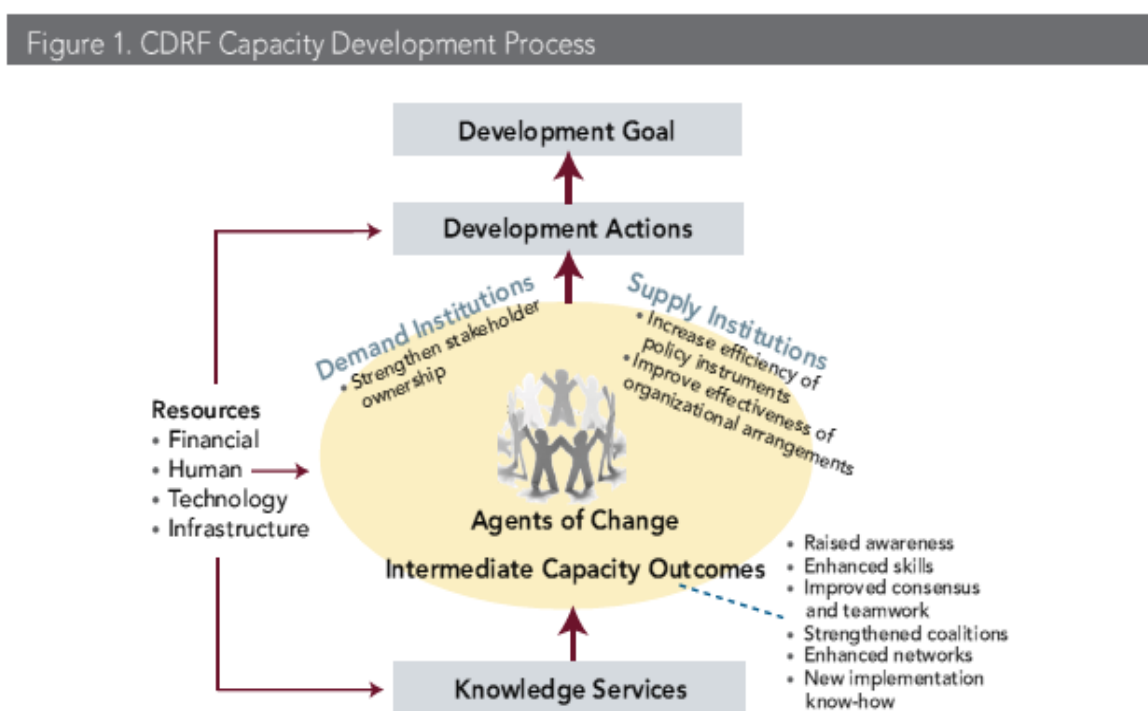 Figure 1. CDRF Capacity Development Process
Development Goal
Development Actions
Demand Institutions
• Strengthen stakeholder
ownership
Supply Institutions
• Increase efficiency of
policy instruments
• Improve effectiveness of
organizational arrangements
Resources
• Financial
• Human
• Technology
• Infrastructure
Agents of Change
Intermediate Capacity Outcomes
• Raised awareness
• Enhanced skills
• Improved consensus
and teamwork
• Strengthened coalitions
• Enhanced networks
• New implementation
know-how
Knowledge Services